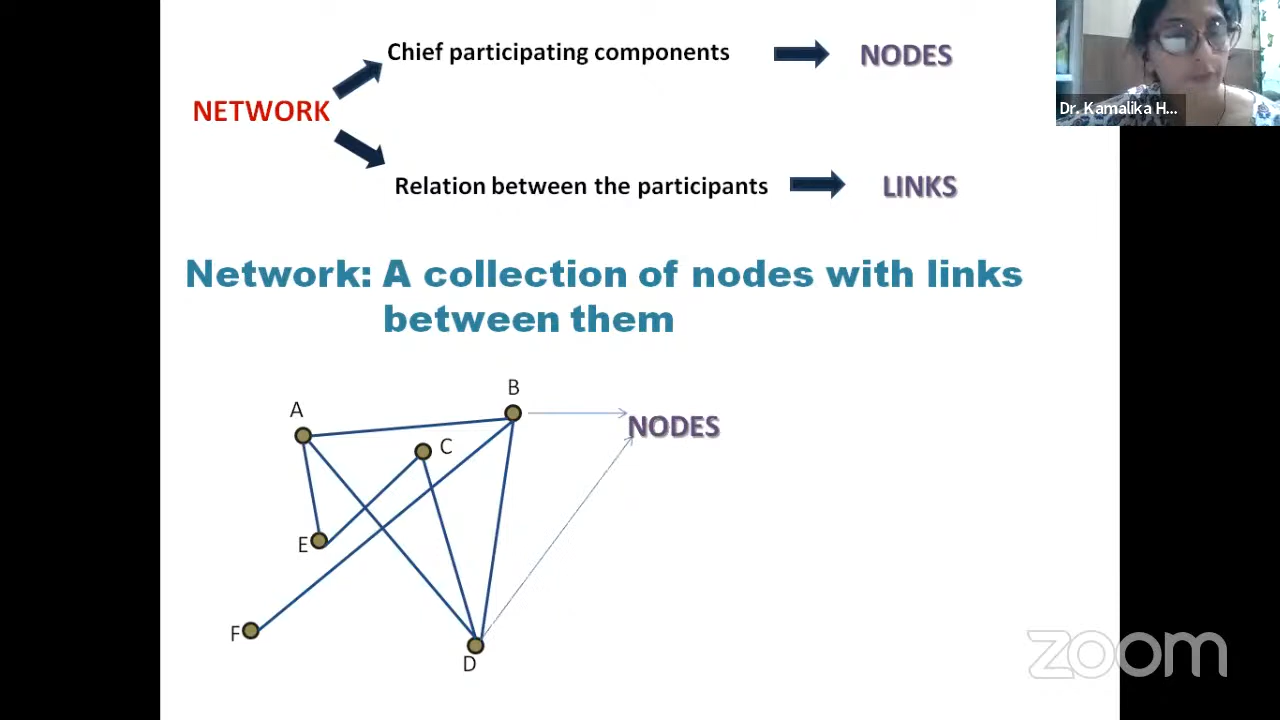 Chief participating components
NODES
NETWORK
Dr. Kamalika H...
Relation between the participants
LINKS
Network: A collection of nodes with links
between them
B
A
NODES
C
E
F
D
zoom